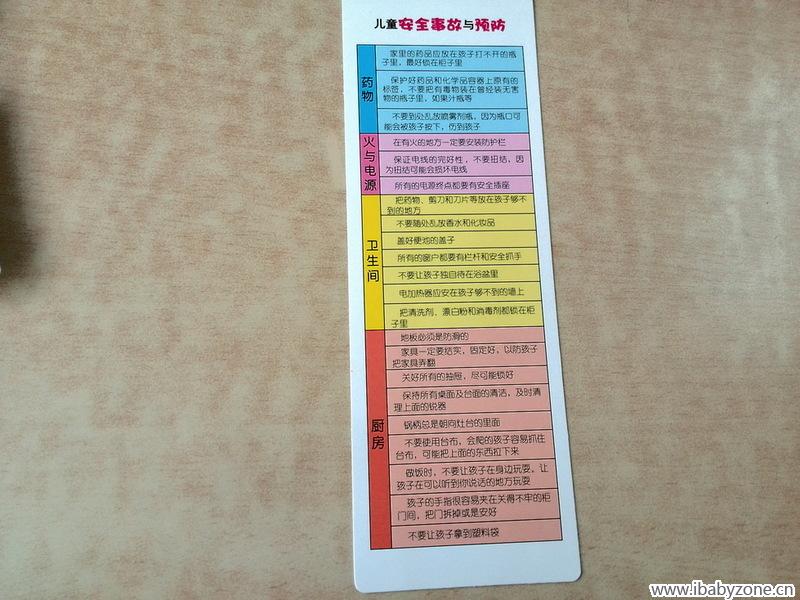 儿童安全事故与预防
药物
家里的药品应放在孩子打不开的瓶
子里，最好锁在柜子里
保护好药品和化学品容器上原有的
标签，不要把有毒物装在曾经装无害
物的瓶子里，如果汁瓶等
不要到处乱放喷雾剂瓶，因为瓶口可
能会被孩子按下，伤到孩子
火与电源
在有火的地方一定要安装防护栏
保证电线的完好性，不要扭结，因
为扭结可能会损坏电线
所有的电源终点都要有安全插座
卫生间
把药物、剪刀和刀片等放在孩子够不
到的地方
不要随处乱放香水和化妆品
盖好便池的盖子
所有的窗户都要有栏杆和安全抓手
不要让孩子独自待在浴盆里
电加热器应安在孩子够不到的墙上
把清洗剂、漂白粉和消毒剂都锁在柜
子里
厨房
地板必须是防滑的
家具一定要结实，固定好，以防孩子
把家具弄翻
关好所有的抽屉，尽可能锁好
保持所有桌面及台面的清洁，及时清
理上面的锐器
锅柄总是朝向灶台的里面
不要使用台布，会爬的孩子容易抓住
台布，可能把上面的东西拉下来
做饭时，不要让孩子在身边玩耍，让
孩子在可以听到你说话的地方玩耍
孩子的手指很容易夹在关得不牢的柜
门间，把门拆掉或是安好
不要让孩子拿到塑料袋
www.ibabyzone.cn